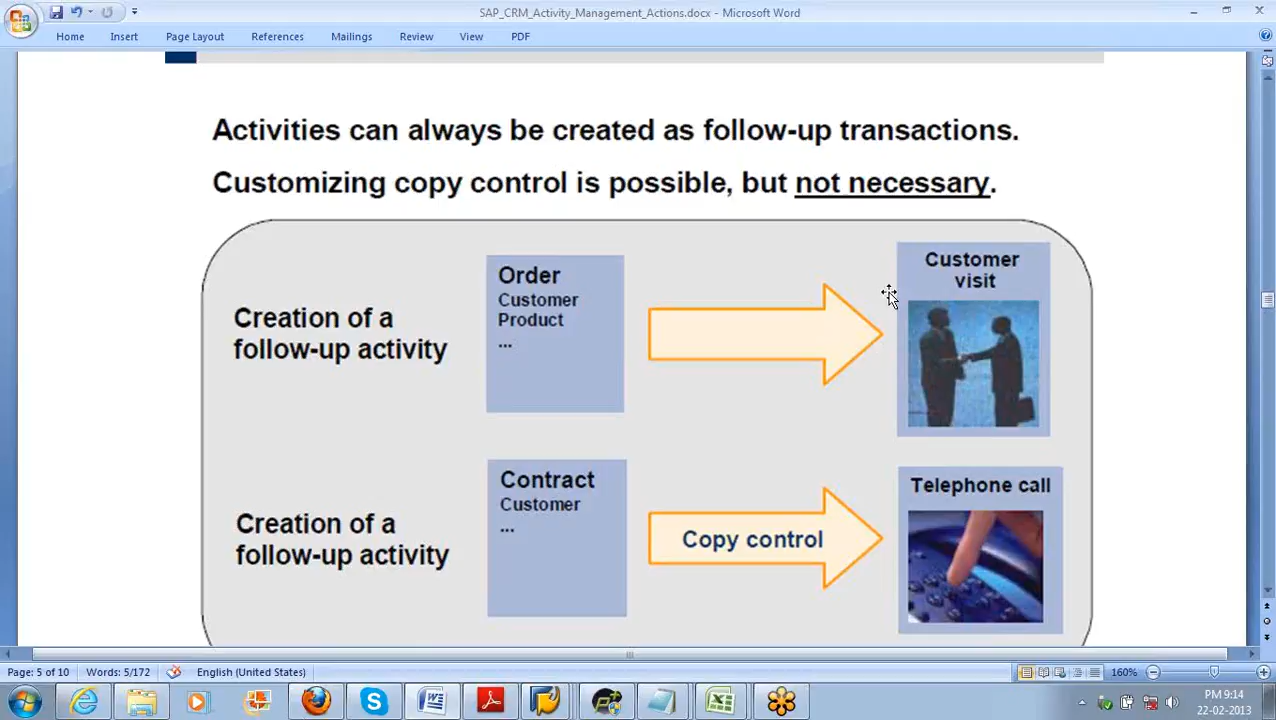 SAP_CRM_Activity_Management_Actions.docx - Microsoft Word
Home Insert Page Layout References Mailings Review View PDF
Activities can always be created as follow-up transactions.
Customizing copy control is possible, but not necessary.
Creation of a
follow-up activity
Order
Customer
Product
...
Customer
visit
Creation of a
follow-up activity
Contract
Customer
...
Copy control
Telephone call
Page: 5 of 10 Words: 5/172 English (United States) 160%
PM 9:14
22-02-2013